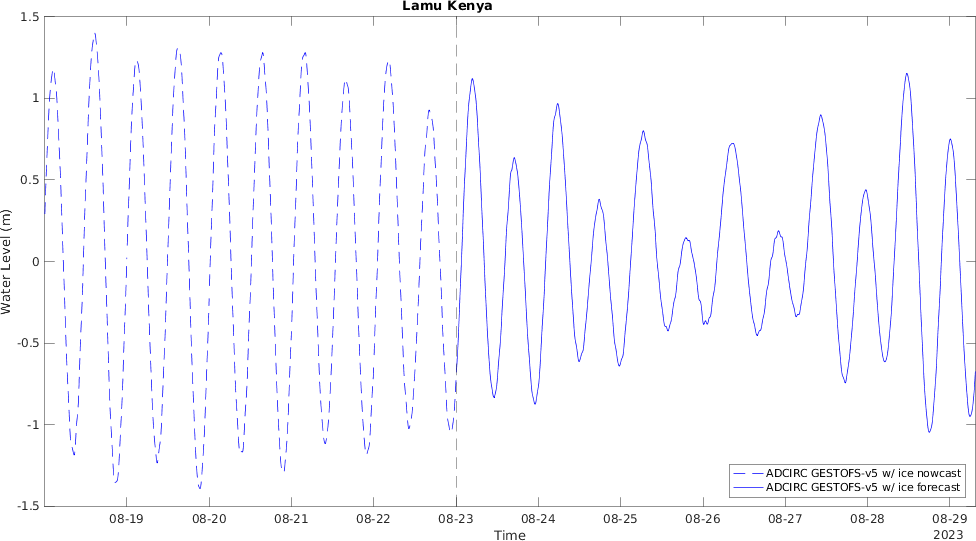 Lamu Kenya
1.5
1
0.5
0
-0.5
-1
-1.5
Water Level (m)
ADCIRC GESTOFS-v5 w/ ice nowcast
ADCIRC GESTOFS-v5 w/ ice forecast
08-19 08-20 08-21 08-22 08-23 08-24 08-25 08-26 08-27 08-28 08-29
Time 2023